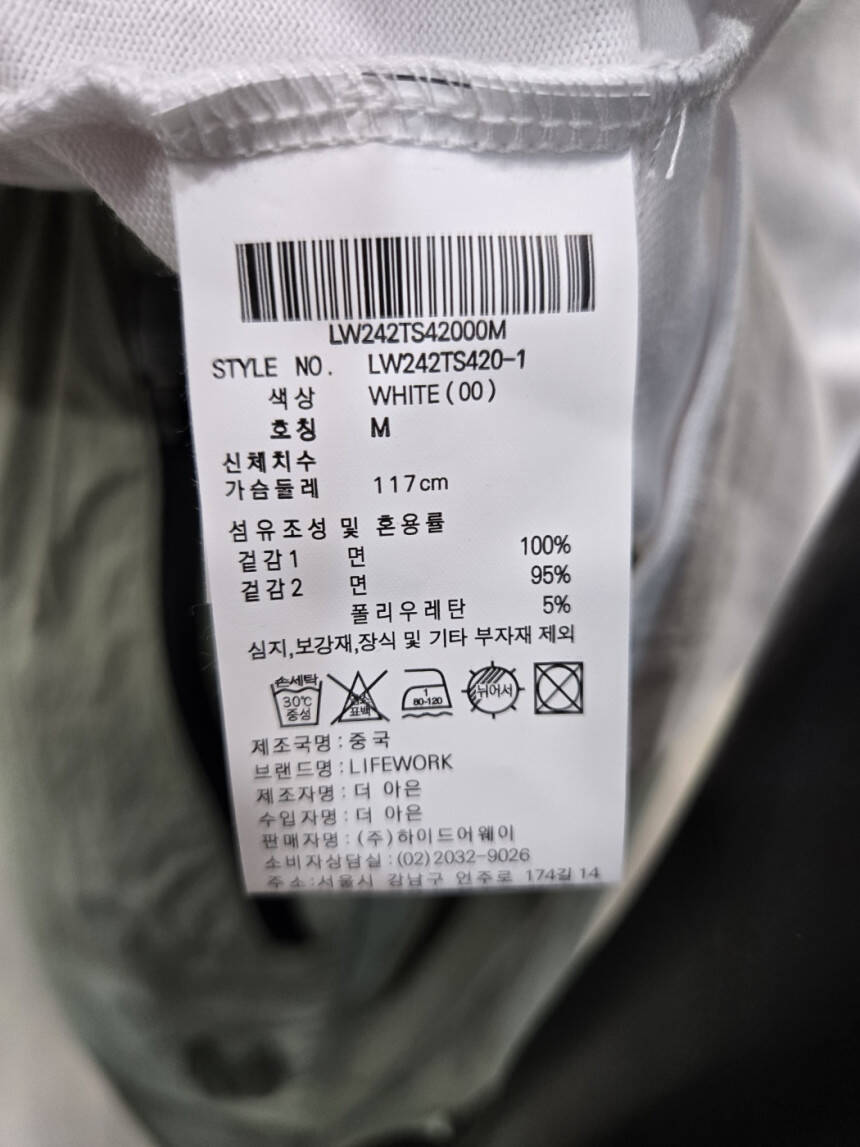 LW242TS42000M
STYLE NO. LW242TS420-1
색상 WHITE(00)
호칭 M
신체치수
가슴둘레 117cm
섬유조성 및 혼용률
겉감1 면 100%
겉감2 면 95%
폴리우레탄 5%
심지,보강재,장식 및 기타 부자재 제외
손세탁 30℃ 중성 염소 표백 1 80-120 뉘어서
제조국명:중국
브랜드명:LIFEWORK
제조자명:더 아은
수입자명:더 아은
판매자명:(주)하이드어웨이
소비자상담실:(02)2032-9026
주소:서울시 강남구 언주로 174길 14